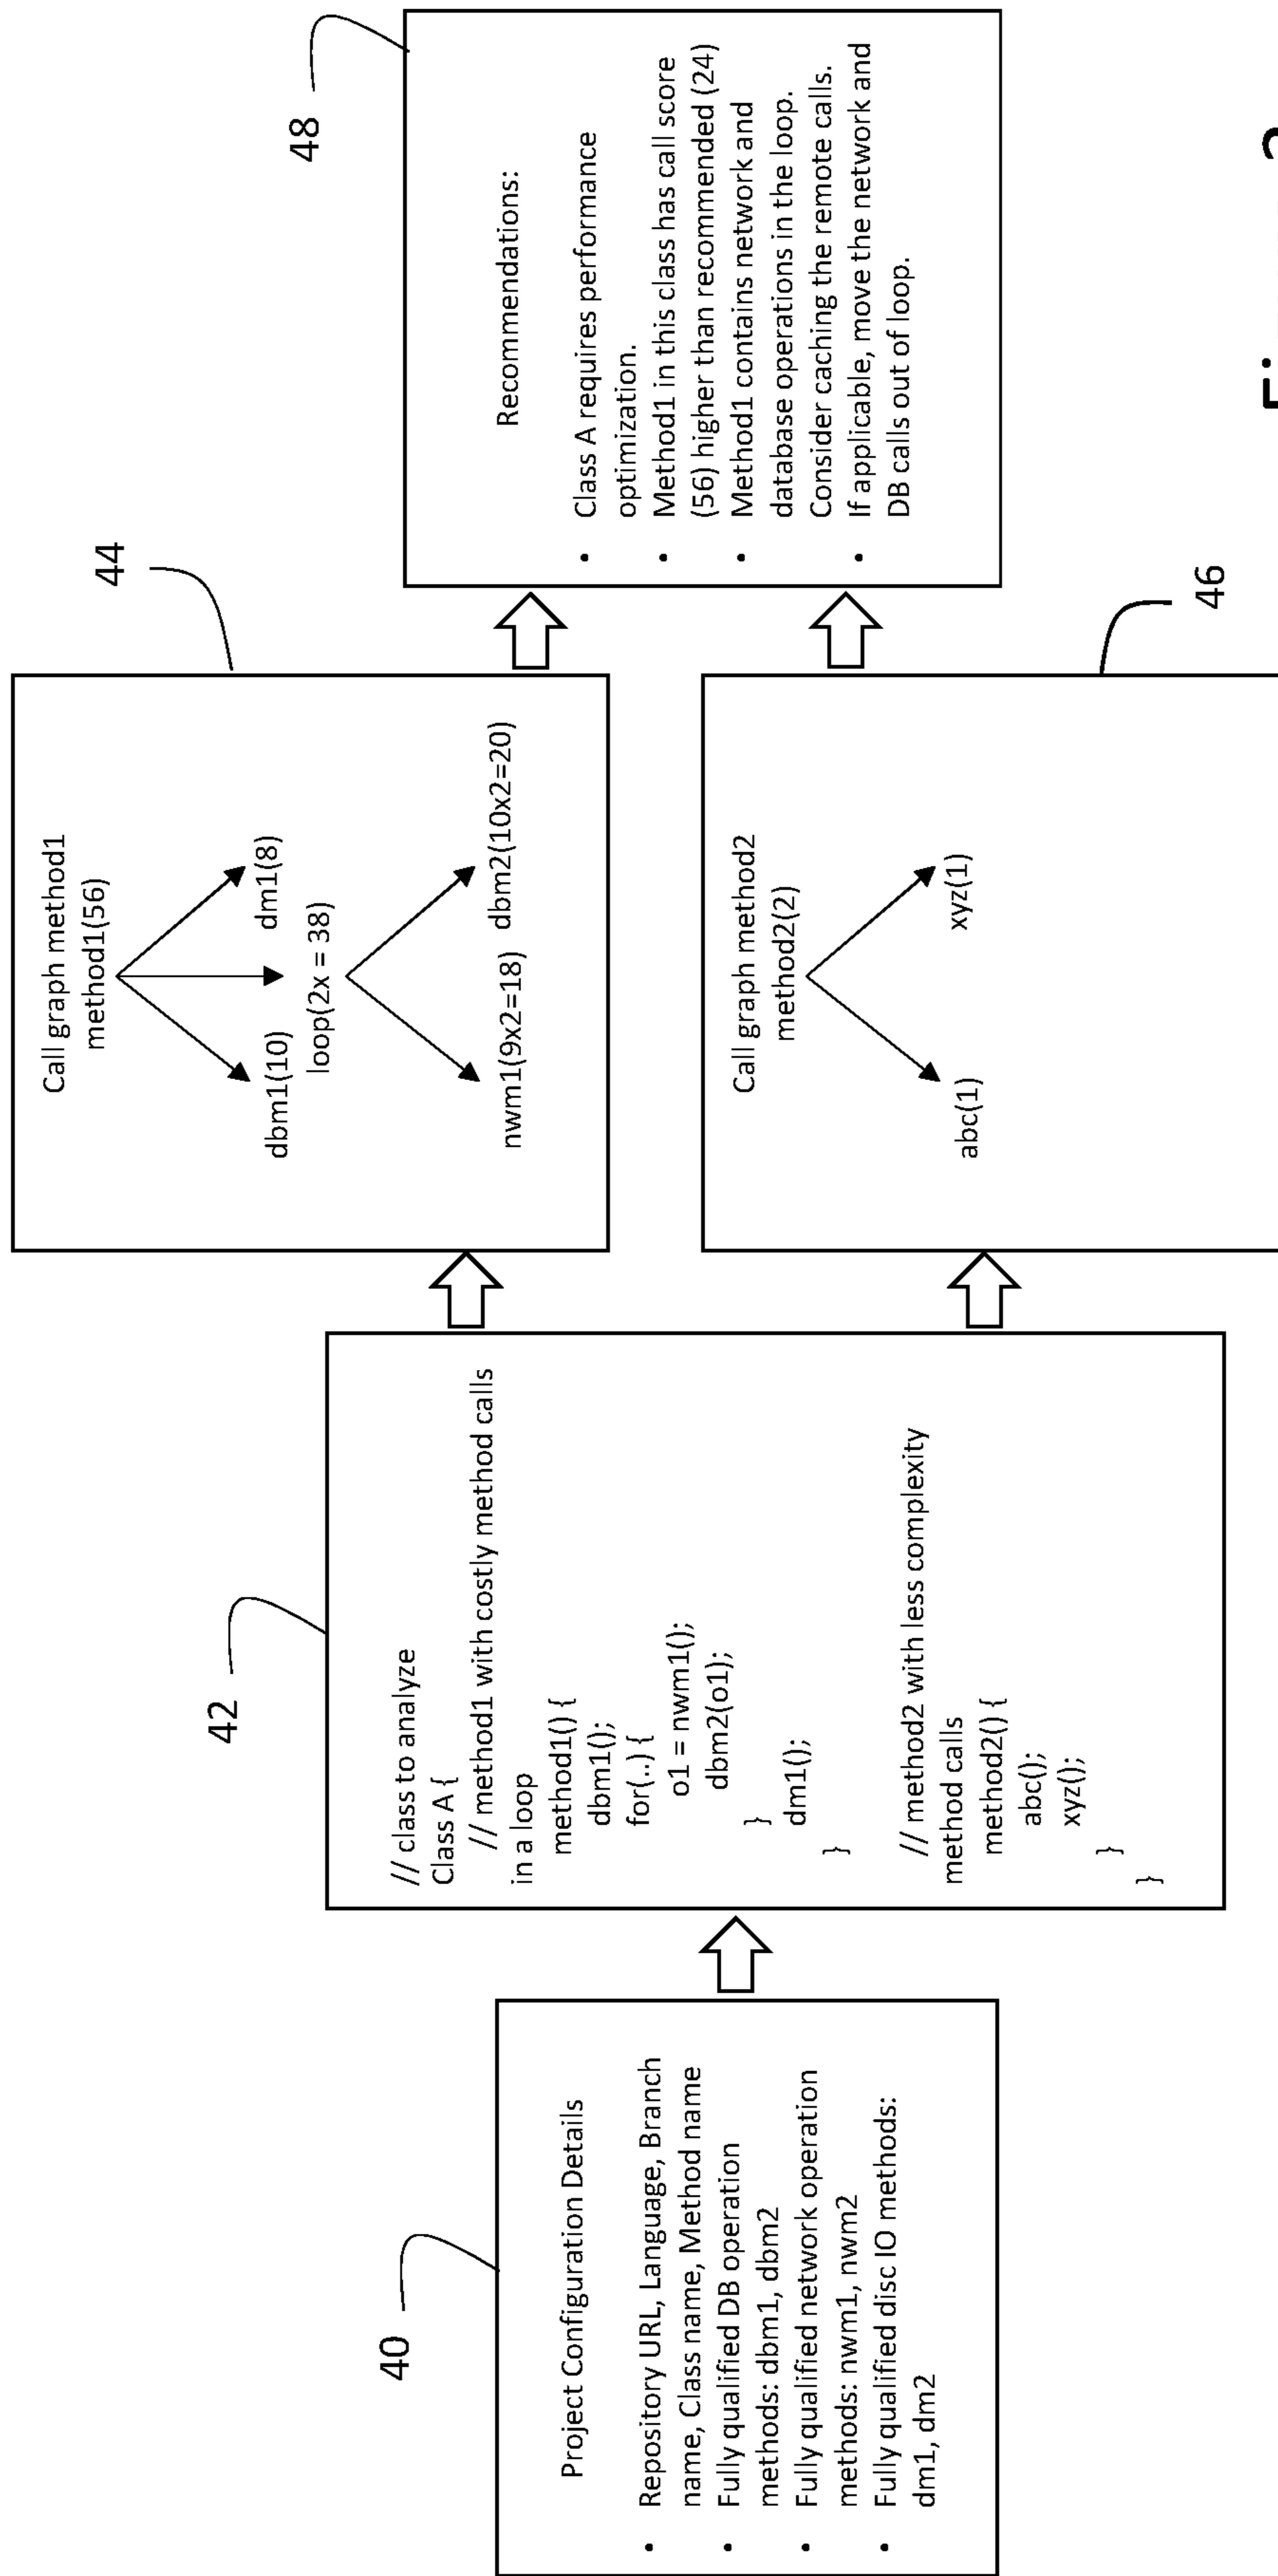 40
Project Configuration Details
• Repository URL, Language, Branch
name, Class name, Method name
• Fully qualified DB operation
methods: dbm1, dbm2
• Fully qualified network operation
methods: nwm1, nwm2
• Fully qualified disc IO methods:
dm1, dm2
42
// class to analyze
Class A {
// method1 with costly method calls
in a loop
method1() {
dbm1();
for(..) {
o1 = nwm1();
dbm2(o1);
}
dm1();
}
// method2 with less complexity
method calls
method2() {
abc();
xyz();
}
}
44
Call graph method1
method1(56)
dbm1(10)
dm1(8)
loop(2x = 38)
nwm1(9x2=18)
dbm2(10x2=20)
Call graph method2
method2(2)
abc(1)
xyz(1)
46
48
Recommendations:
• Class A requires performance
optimization.
• Method1 in this class has call score
(56) higher than recommended (24)
• Method1 contains network and
database operations in the loop.
Consider caching the remote calls.
• If applicable, move the network and
DB calls out of loop.